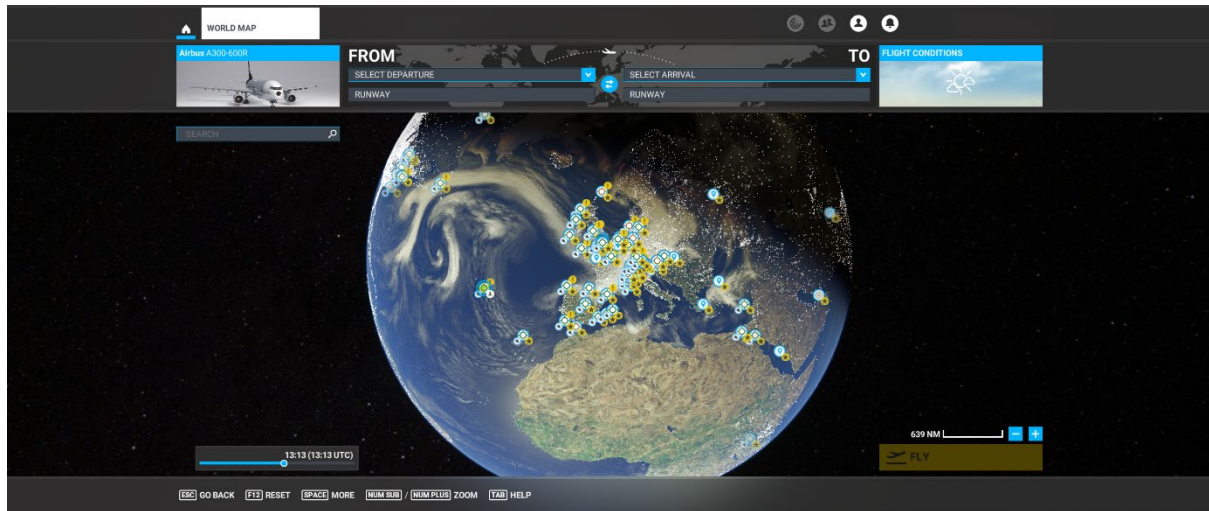 WORLD MAP
Airbus A300-600R
FROM
TO
FLIGHT CONDITIONS
SELECT DEPARTURE
SELECT ARRIVAL
RUNWAY
RUNWAY
SEARCH
639 NM
13:13 (13:13 UTC)
FLY
ESC GO BACK F12 RESET SPACE MORE NUM SUB / NUM PLUS ZOOM TAB HELP